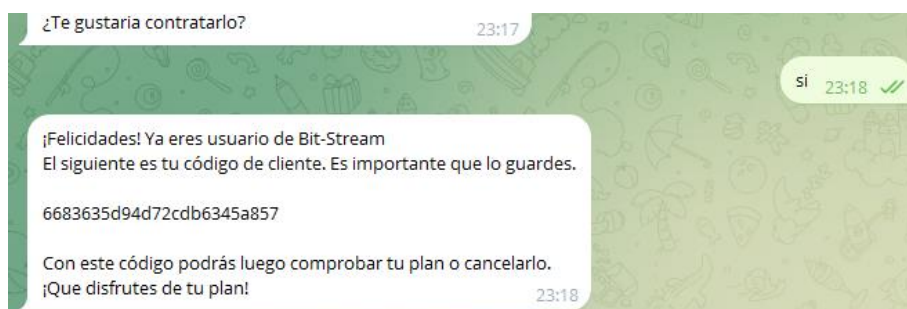 ¿Te gustaria contratarlo?
23:17
si 23:18
¡Felicidades! Ya eres usuario de Bit-Stream
El siguiente es tu código de cliente. Es importante que lo guardes.
6683635d94d72cdb6345a857
Con este código podrás luego comprobar tu plan o cancelarlo.
¡Que disfrutes de tu plan!
23:18